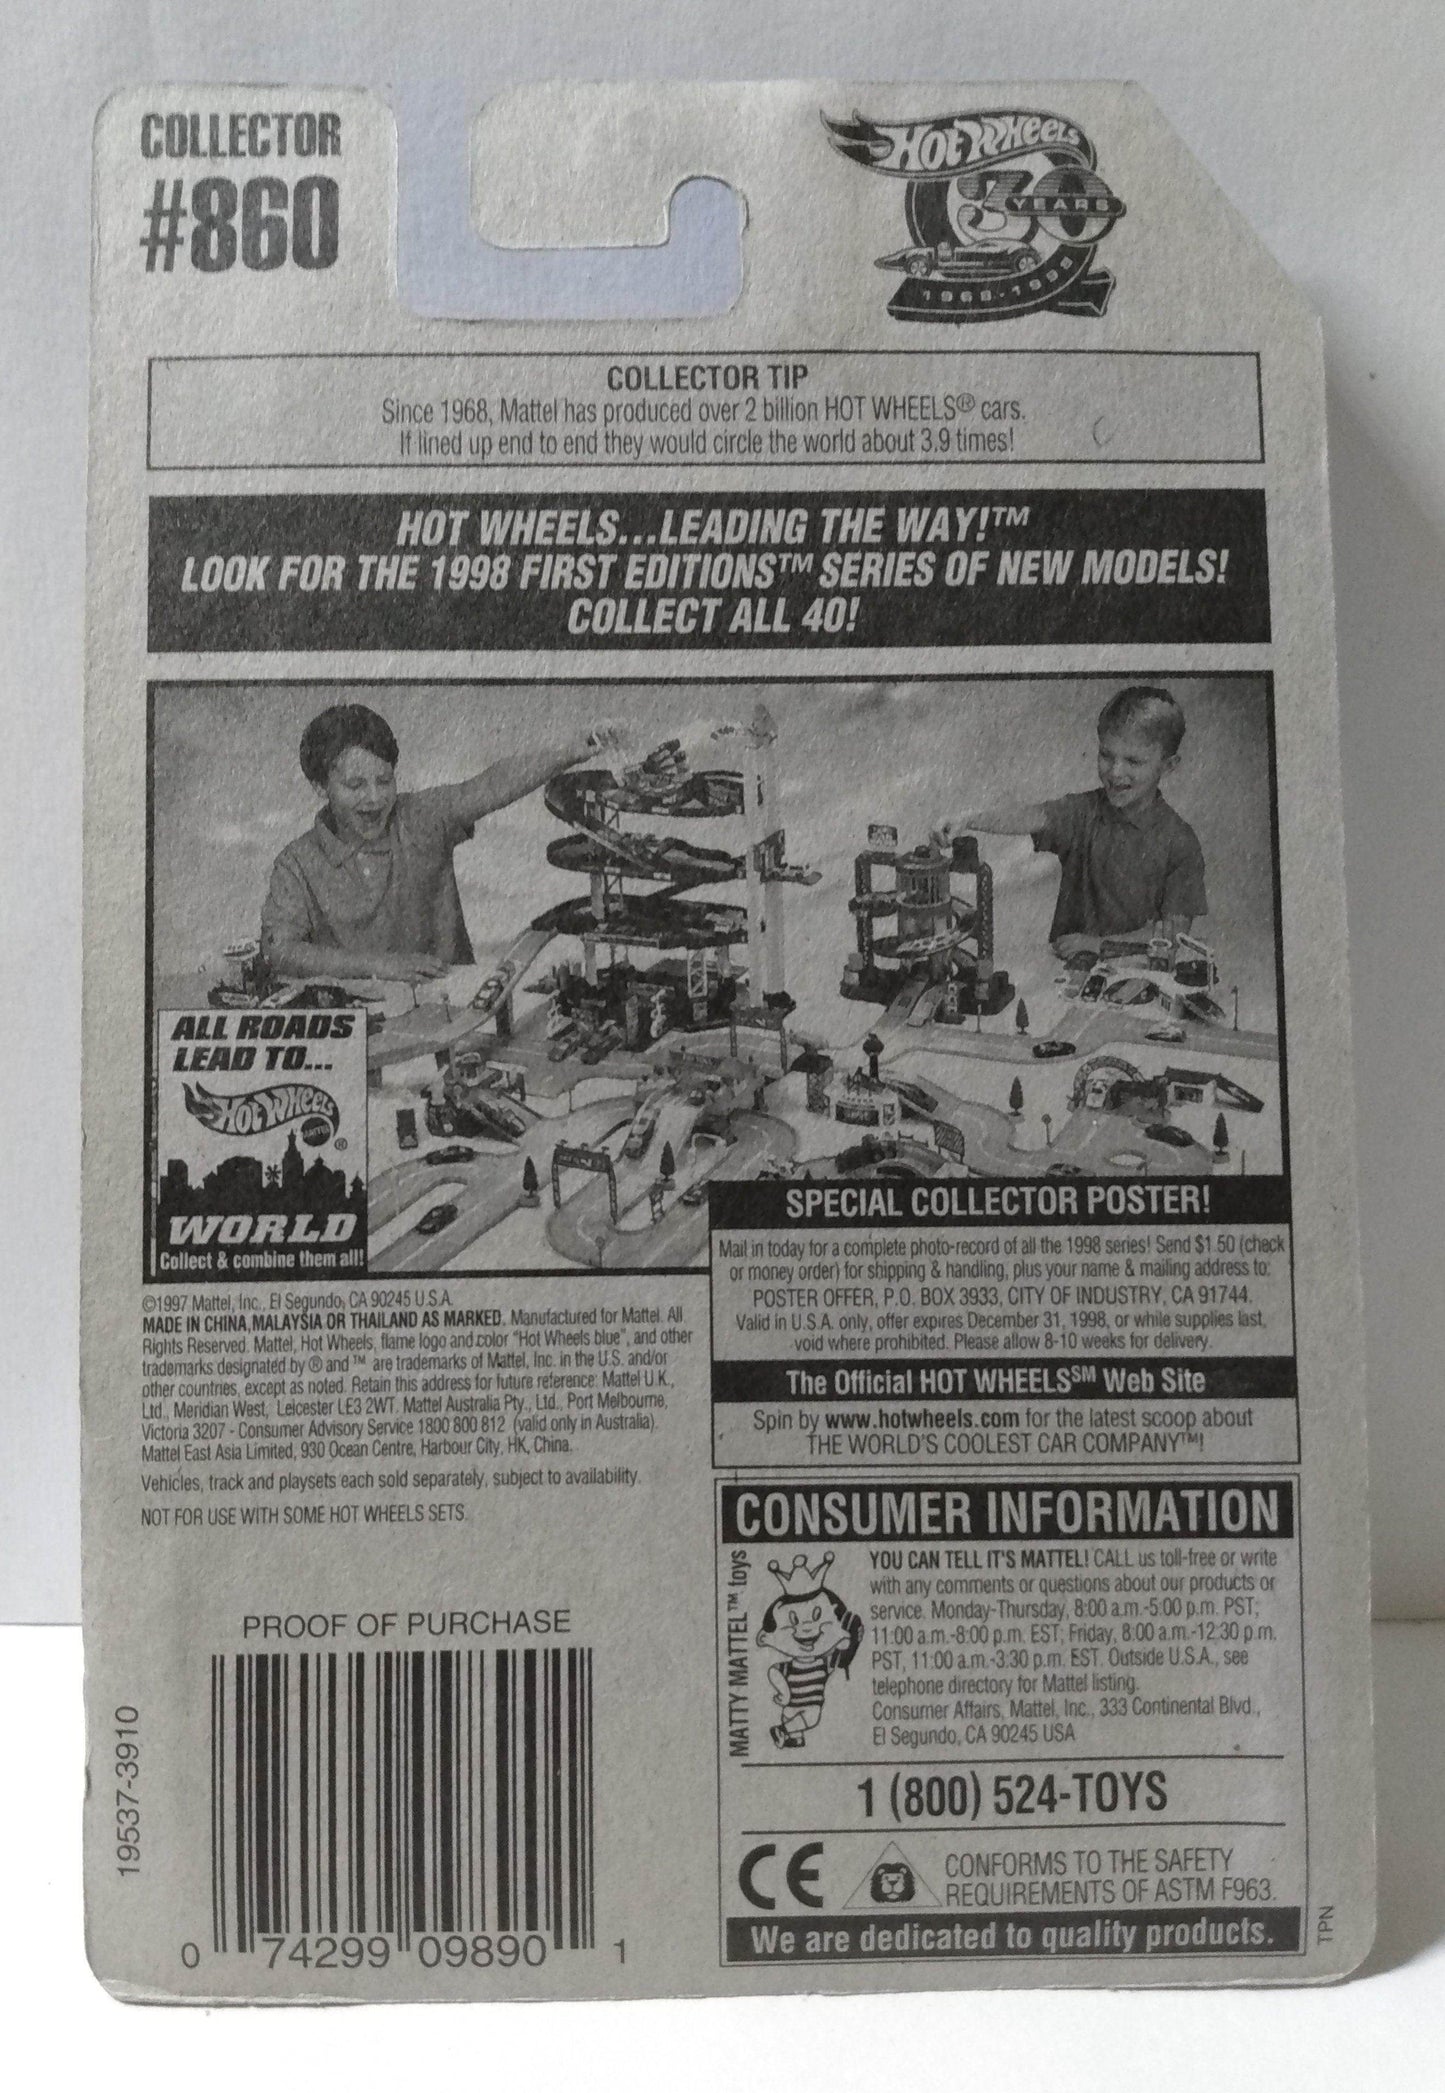 COLLECTOR
#860
HOT WHEELS
30
YEARS
1968-1998
COLLECTOR TIP
Since 1968, Mattel has produced over 2 billion HOT WHEELS® cars.
If lined up end to end they would circle the world about 3.9 times!
HOT WHEELS...LEADING THE WAY!™
LOOK FOR THE 1998 FIRST EDITIONS™ SERIES OF NEW MODELS!
COLLECT ALL 40!
ALL ROADS
LEAD TO...
HOT WHEELS
MATTEL
®
WORLD
Collect & combine them all!
SPECIAL COLLECTOR POSTER!
Mail in today for a complete photo-record of all the 1998 series! Send $1.50 (check
or money order) for shipping & handling, plus your name & mailing address to:
POSTER OFFER, P.O. BOX 3933, CITY OF INDUSTRY, CA 91744.
Valid in U.S.A. only, offer expires December 31, 1998, or while supplies last,
void where prohibited. Please allow 8-10 weeks for delivery.
The Official HOT WHEELS℠ Web Site
Spin by www.hotwheels.com for the latest scoop about
THE WORLD'S COOLEST CAR COMPANY™!
©1997 Mattel, Inc., El Segundo, CA 90245 U.S.A.
MADE IN CHINA, MALAYSIA OR THAILAND AS MARKED. Manufactured for Mattel. All
Rights Reserved. Mattel, Hot Wheels, flame logo and color "Hot Wheels blue", and other
trademarks designated by ® and ™ are trademarks of Mattel, Inc. in the U.S. and/or
other countries, except as noted. Retain this address for future reference: Mattel U.K.,
Ltd., Meridian West, Leicester LE3 2WT. Mattel Australia Pty., Ltd., Port Melbourne,
Victoria 3207 - Consumer Advisory Service 1800 800 812 (valid only in Australia).
Mattel East Asia Limited, 930 Ocean Centre, Harbour City, HK, China.
Vehicles, track and playsets each sold separately, subject to availability.
NOT FOR USE WITH SOME HOT WHEELS SETS.
CONSUMER INFORMATION
MATTY MATTEL™ toys
YOU CAN TELL IT'S MATTEL! CALL us toll-free or write
with any comments or questions about our products or
service. Monday-Thursday, 8:00 a.m.-5:00 p.m. PST;
11:00 a.m.-8:00 p.m. EST; Friday, 8:00 a.m.-12:30 p.m.
PST, 11:00 a.m.-3:30 p.m. EST. Outside U.S.A., see
telephone directory for Mattel listing.
Consumer Affairs, Mattel, Inc., 333 Continental Blvd.,
El Segundo, CA 90245 USA
1 (800) 524-TOYS
CE
CONFORMS TO THE SAFETY
REQUIREMENTS OF ASTM F963.
We are dedicated to quality products.
TPN
PROOF OF PURCHASE
19537-3910
0 74299 09890 1